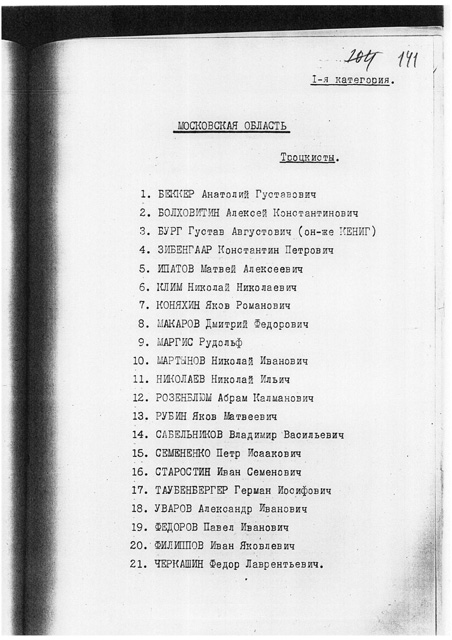 204 141
I-я категория.
МОСКОВСКАЯ ОБЛАСТЬ
Троцкисты.
1. БЕККЕР Анатолий Густавович
2. БОЛХОВИТИН Алексей Константинович
3. БУРГ Густав Августович (он-же КЕНИГ)
4. ЗИБЕНГААР Константин Петрович
5. ИПАТОВ Матвей Алексеевич
6. КЛИМ Николай Николаевич
7. КОНЯХИН Яков Романович
8. МАКАРОВ Дмитрий Федорович
9. МАРГИС Рудольф
10. МАРТЫНОВ Николай Иванович
11. НИКОЛАЕВ Николай Ильич
12. РОЗЕНБЛЮМ Абрам Калманович
13. РУБИН Яков Матвеевич
14. САБЕЛЬНИКОВ Владимир Васильевич
15. СЕМЕНЕНКО Петр Исаакович
16. СТАРОСТИН Иван Семенович
17. ТАУБЕНБЕРГЕР Герман Иосифович
18. УВАРОВ Александр Иванович
19. ФЕДОРОВ Павел Иванович
20. ФИЛИППОВ Иван Яковлевич
21. ЧЕРКАШИН Федор Лаврентьевич.